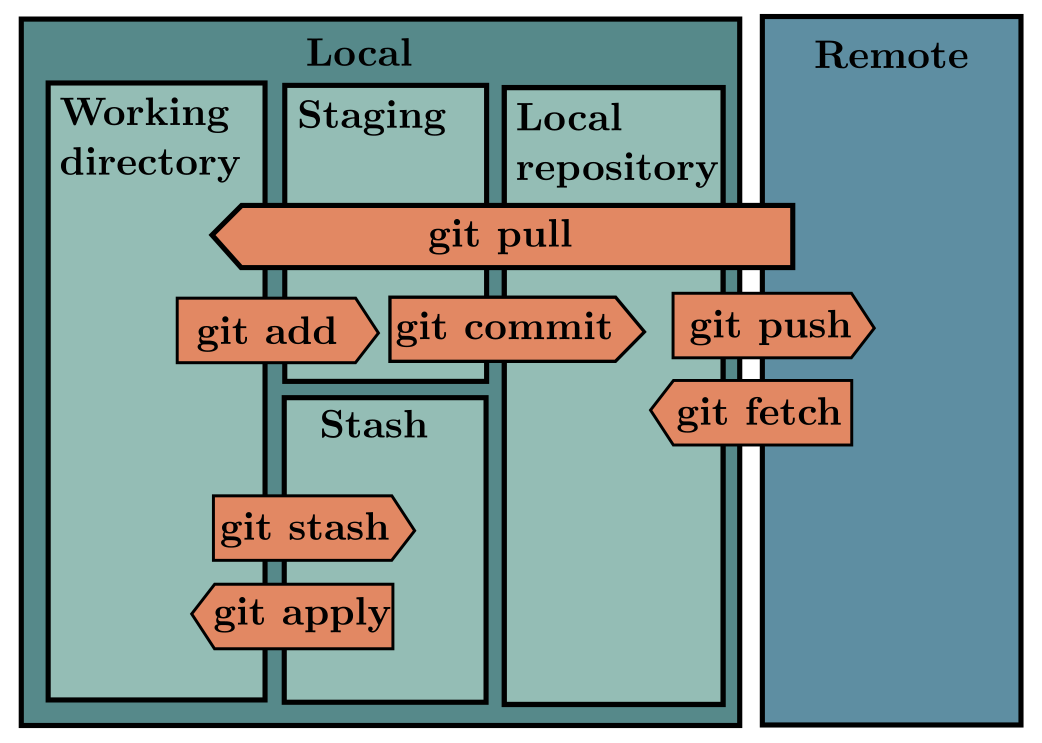 Local
Remote
Working
directory
Staging
Local
repository
git pull
git add
git commit
git push
git fetch
Stash
git stash
git apply